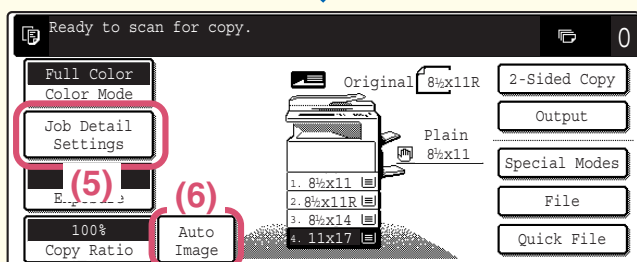 Ready to scan for copy.
0
Full Color
Color Mode
Job Detail
Settings
(5)
100%
Copy Ratio
(6)
Auto
Image
Original 8½x11R
Plain
8½x11
1. 8½x11
2. 8½x11R
3. 8½x14
4. 11x17
2-Sided Copy
Output
Special Modes
File
Quick File